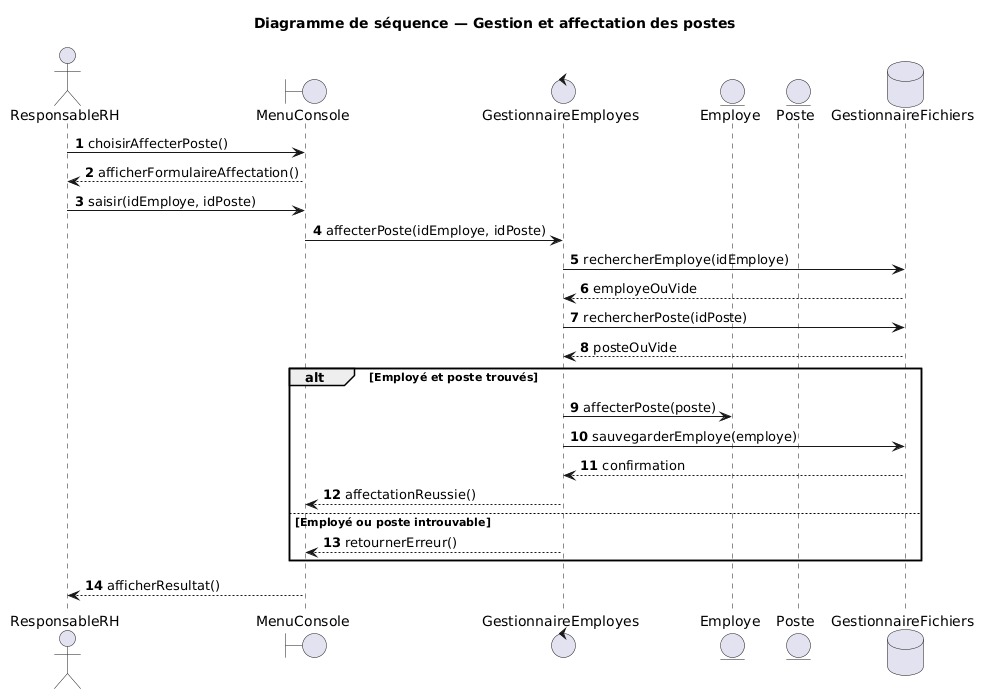 Diagramme de séquence — Gestion et affectation des postes
ResponsableRH MenuConsole GestionnaireEmployes Employe Poste GestionnaireFichiers
1 choisirAffecterPoste()
2 afficherFormulaireAffectation()
3 saisir(idEmploye, idPoste)
4 affecterPoste(idEmploye, idPoste)
5 rechercherEmploye(idEmploye)
6 employeOuVide
7 rechercherPoste(idPoste)
8 posteOuVide
alt [Employé et poste trouvés]
9 affecterPoste(poste)
10 sauvegarderEmploye(employe)
11 confirmation
12 affectationReussie()
[Employé ou poste introuvable]
13 retournerErreur()
14 afficherResultat()
ResponsableRH MenuConsole GestionnaireEmployes Employe Poste GestionnaireFichiers